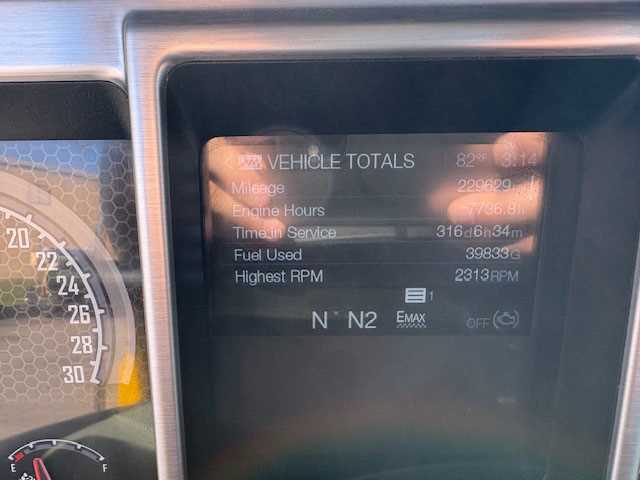 VEHICLE TOTALS 82°F 3:14
Mileage 229629
Engine Hours 7736.8h
Time in Service 316d6h34m
Fuel Used 39833G
Highest RPM 2313RPM
1
N N2 EMAX OFF
20
22
24
26
28
30
E F